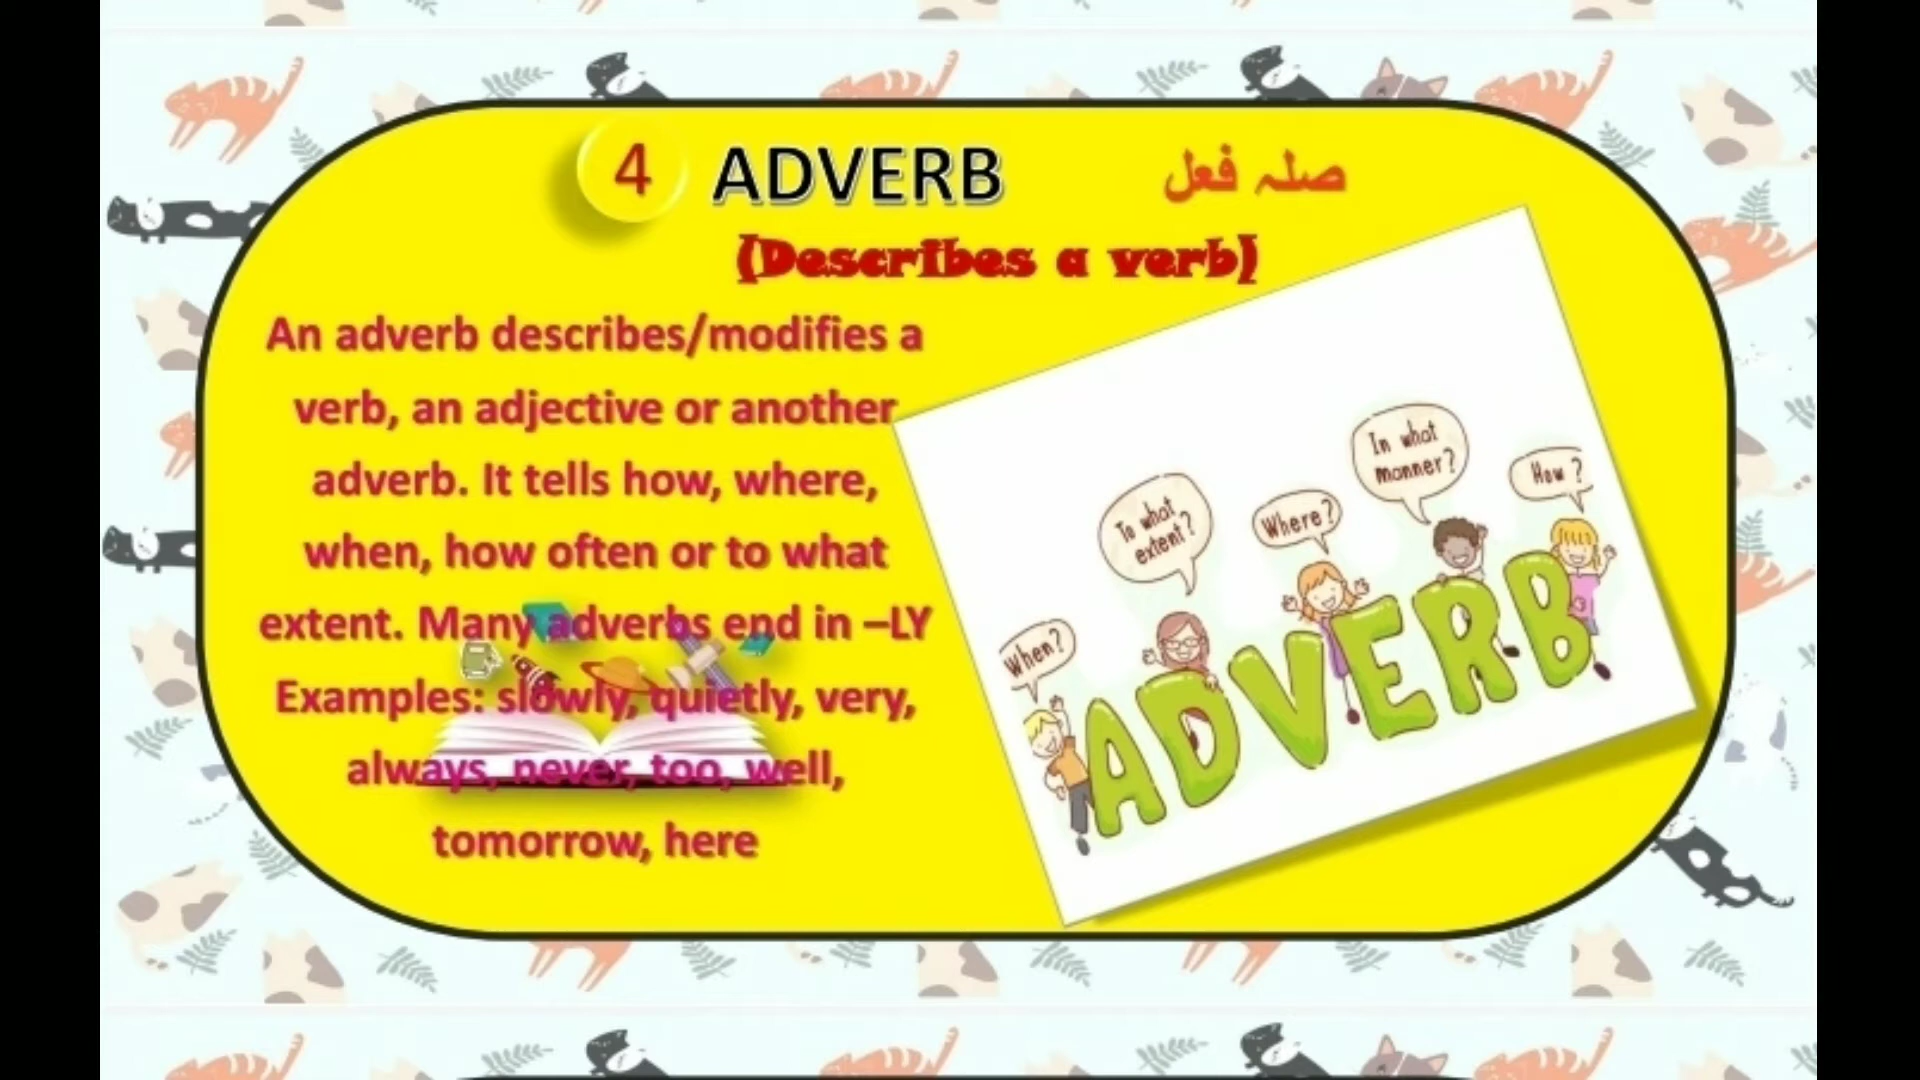 4 ADVERB صلہ فعل
(Describes a verb)
An adverb describes/modifies a
verb, an adjective or another
adverb. It tells how, where,
when, how often or to what
extent. Many adverbs end in –LY
Examples: slowly, quietly, very,
always, never, too, well,
tomorrow, here
When?
To what
extent?
Where?
In what
manner?
How?
ADVERB